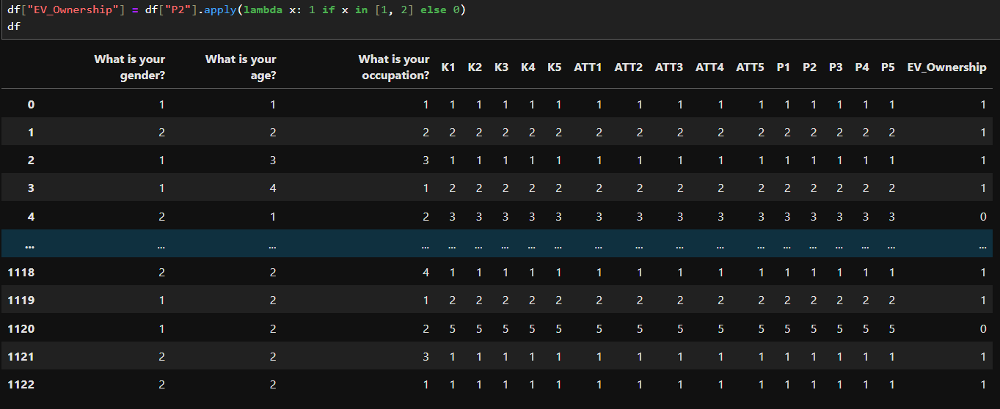 df["EV_Ownership"] = df["P2"].apply(lambda x: 1 if x in [1, 2] else 0)
df
What is your gender? What is your age? What is your occupation? K1 K2 K3 K4 K5 ATT1 ATT2 ATT3 ATT4 ATT5 P1 P2 P3 P4 P5 EV_Ownership
0 1 1 1 1 1 1 1 1 1 1 1 1 1 1 1 1 1 1 1
1 2 2 2 2 2 2 2 2 2 2 2 2 2 2 2 2 2 2 1
2 1 3 3 1 1 1 1 1 1 1 1 1 1 1 1 1 1 1 1
3 1 4 1 2 2 2 2 2 2 2 2 2 2 2 2 2 2 2 1
4 2 1 2 3 3 3 3 3 3 3 3 3 3 3 3 3 3 3 0
... ... ... ... ... ... ... ... ... ... ... ... ... ... ... ... ... ... ... ...
1118 2 2 4 1 1 1 1 1 1 1 1 1 1 1 1 1 1 1 1
1119 1 2 1 2 2 2 2 2 2 2 2 2 2 2 2 2 2 2 1
1120 1 2 2 5 5 5 5 5 5 5 5 5 5 5 5 5 5 5 0
1121 2 2 3 1 1 1 1 1 1 1 1 1 1 1 1 1 1 1 1
1122 2 2 1 1 1 1 1 1 1 1 1 1 1 1 1 1 1 1 1